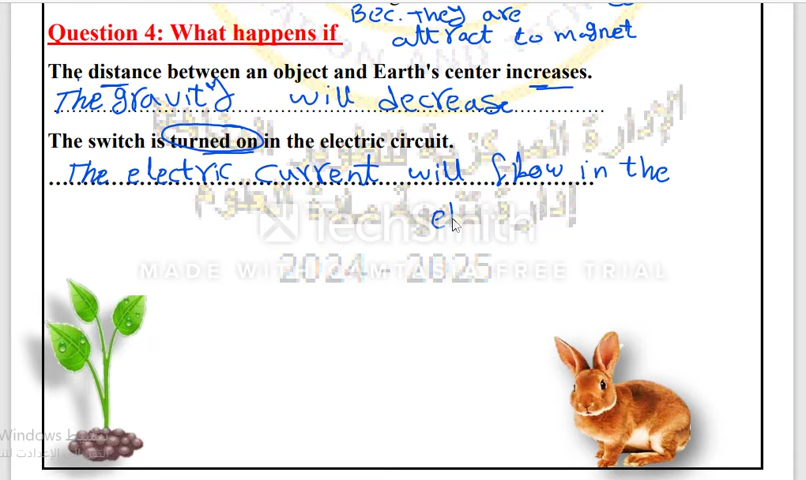 Bec. They are
attract to magnet
Question 4: What happens if
The distance between an object and Earth's center increases.
The gravity will decrease
The switch is turned on in the electric circuit.
The electric current will flow in the
el
TechSmith
MADE WITH CAMTASIA FREE TRIAL
2024 - 2025